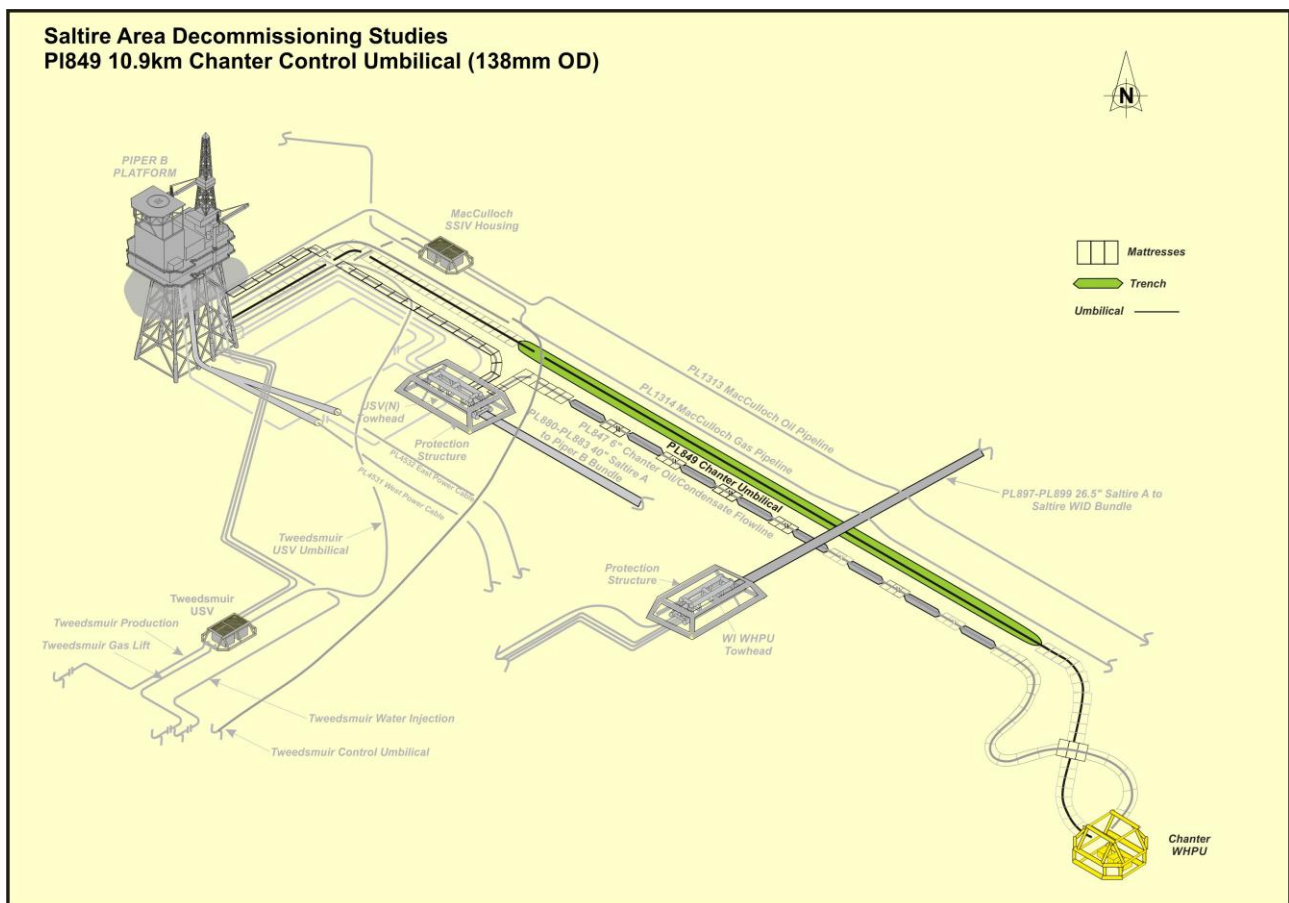 Saltire Area Decommissioning Studies
Pl849 10.9km Chanter Control Umbilical (138mm OD)
N
PIPER B
PLATFORM
MacCulloch
SSIV Housing
Mattresses
Trench
Umbilical
PL1313 MacCulloch Oil Pipeline
PL1314 MacCulloch Gas Pipeline
PL849 Chanter Umbilical
PL847 6" Chanter Oil/Condensate Flowline
PL880-PL883 40" Saltire A
to Piper B Bundle
USV(N)
Towhead
Protection
Structure
PL4532 East Power Cable
PL4531 West Power Cable
PL897-PL899 26.5" Saltire A to
Saltire WID Bundle
Tweedsmuir
USV Umbilical
Protection
Structure
WI WHPU
Towhead
Tweedsmuir
USV
Tweedsmuir Production
Tweedsmuir Gas Lift
Tweedsmuir Water Injection
Tweedsmuir Control Umbilical
Chanter
WHPU